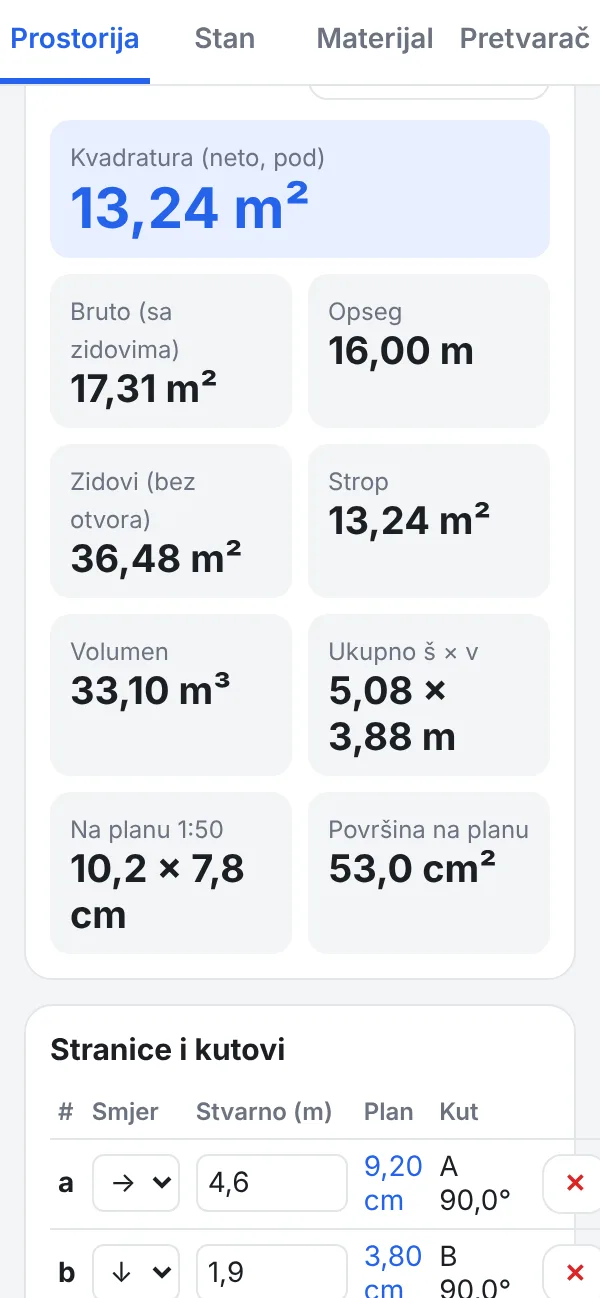 Prostorija Stan Materijal Pretvarač
Kvadratura (neto, pod)
13,24 m²
Bruto (sa
zidovima)
17,31 m²
Opseg
16,00 m
Zidovi (bez
otvora)
36,48 m²
Strop
13,24 m²
Volumen
33,10 m³
Ukupno š × v
5,08 ×
3,88 m
Na planu 1:50
10,2 × 7,8
cm
Površina na planu
53,0 cm²
Stranice i kutovi
# Smjer Stvarno (m) Plan Kut
a → 4,6 9,20 A ×
cm 90,0°
b ↓ 1,9 3,80 B ×
cm 90,0°